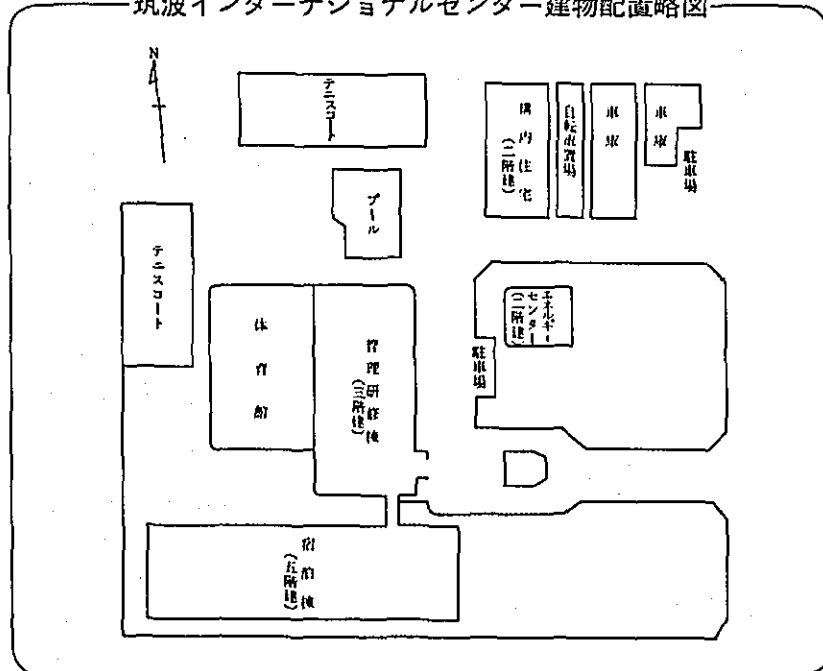 筑波インターナショナルセンター建物配置略図
N
テニスコート
構内住宅
(二階建)
自転車置場
車庫
車庫
駐車場
プール
テニスコート
体育館
管理研修棟
(三階建)
エネルギー
センター
(二階建)
駐車場
宿泊棟
(五階建)